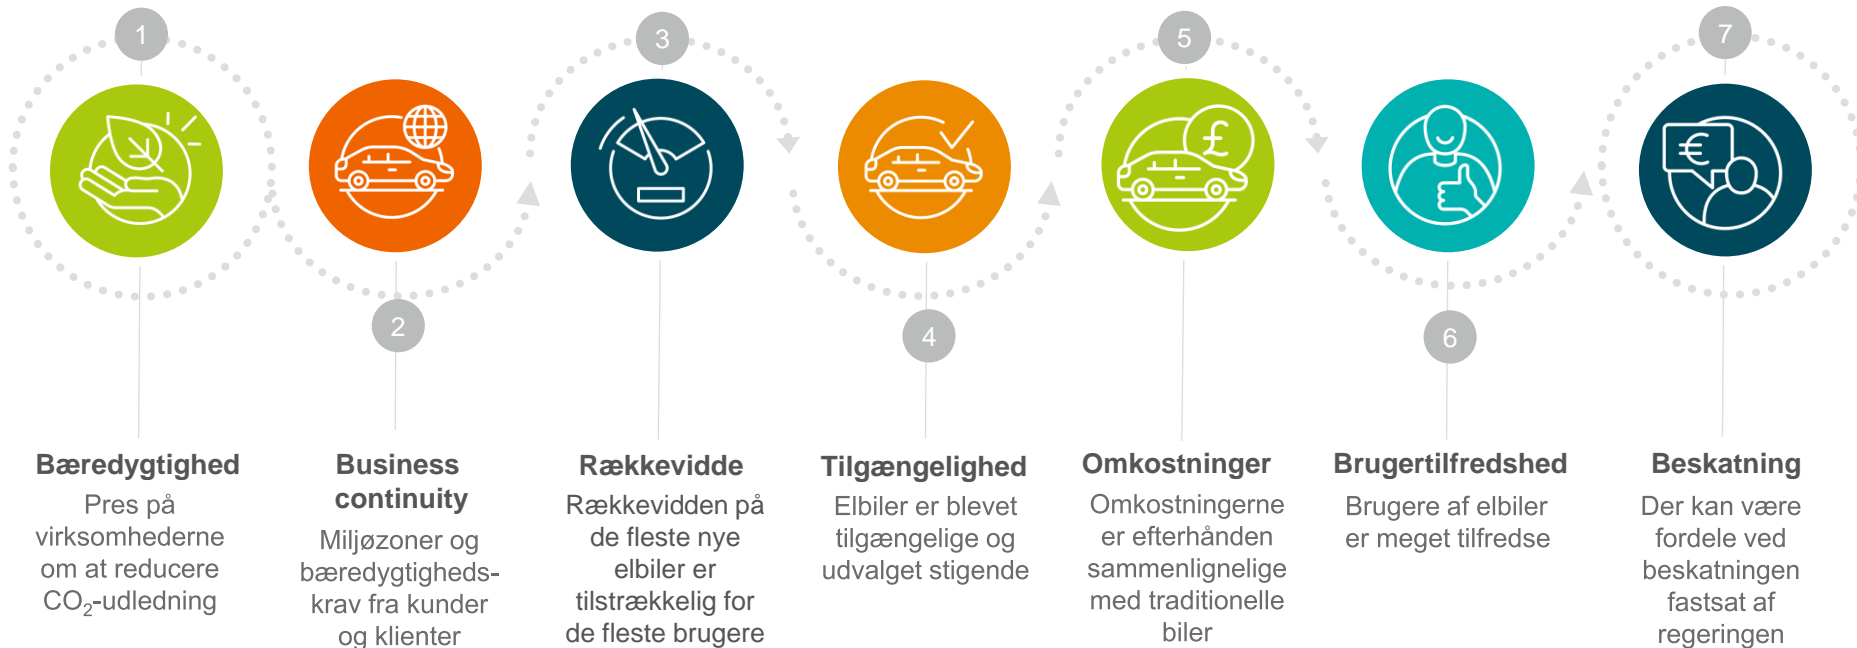 1
Bæredygtighed
Pres på
virksomhederne
om at reducere
CO₂-udledning
2
Business
continuity
Miljøzoner og
bæredygtigheds-
krav fra kunder
og klienter
3
Rækkevidde
Rækkevidden på
de fleste nye
elbiler er
tilstrækkelig for
de fleste brugere
4
Tilgængelighed
Elbiler er blevet
tilgængelige og
udvalget stigende
5
£
Omkostninger
Omkostningerne
er efterhånden
sammenlignelige
med traditionelle
biler
6
Brugertilfredshed
Brugere af elbiler
er meget tilfredse
7
€
Beskatning
Der kan være
fordele ved
beskatningen
fastsat af
regeringen